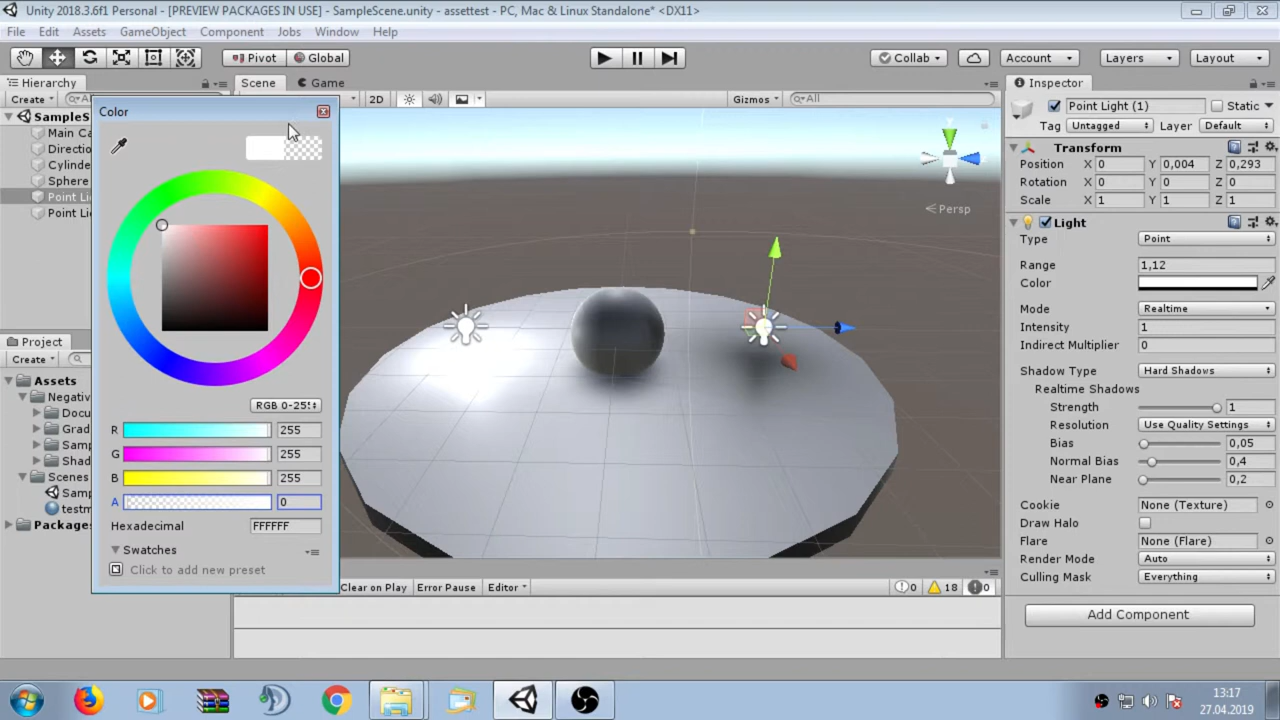 Unity 2018.3.6f1 Personal - [PREVIEW PACKAGES IN USE] - SampleScene.unity - assettest - PC, Mac & Linux Standalone* <DX11>
File Edit Assets GameObject Component Jobs Window Help
Pivot Global Collab Account Layers Layout
Hierarchy Scene Game Inspector
Create All 2D Gizmos All
Color
SampleS
Main Ca
Directio
Cylinde
Sphere
Point Li
Point Li
Persp
RGB 0-25
R 255
G 255
B 255
A 0
Hexadecimal FFFFFF
Swatches
Click to add new preset
Project
Create
Assets
Negativ
Docu
Grad
Samp
Shad
Scenes
Samp
testm
Packages
Clear on Play Error Pause Editor 0 18 0
Point Light (1) Static
Tag Untagged Layer Default
Transform
Position X 0 Y 0,004 Z 0,293
Rotation X 0 Y 0 Z 0
Scale X 1 Y 1 Z 1
Light
Type Point
Range 1,12
Color
Mode Realtime
Intensity 1
Indirect Multiplier 0
Shadow Type Hard Shadows
Realtime Shadows
Strength 1
Resolution Use Quality Settings
Bias 0,05
Normal Bias 0,4
Near Plane 0,2
Cookie None (Texture)
Draw Halo
Flare None (Flare)
Render Mode Auto
Culling Mask Everything
Add Component
13:17
27.04.2019